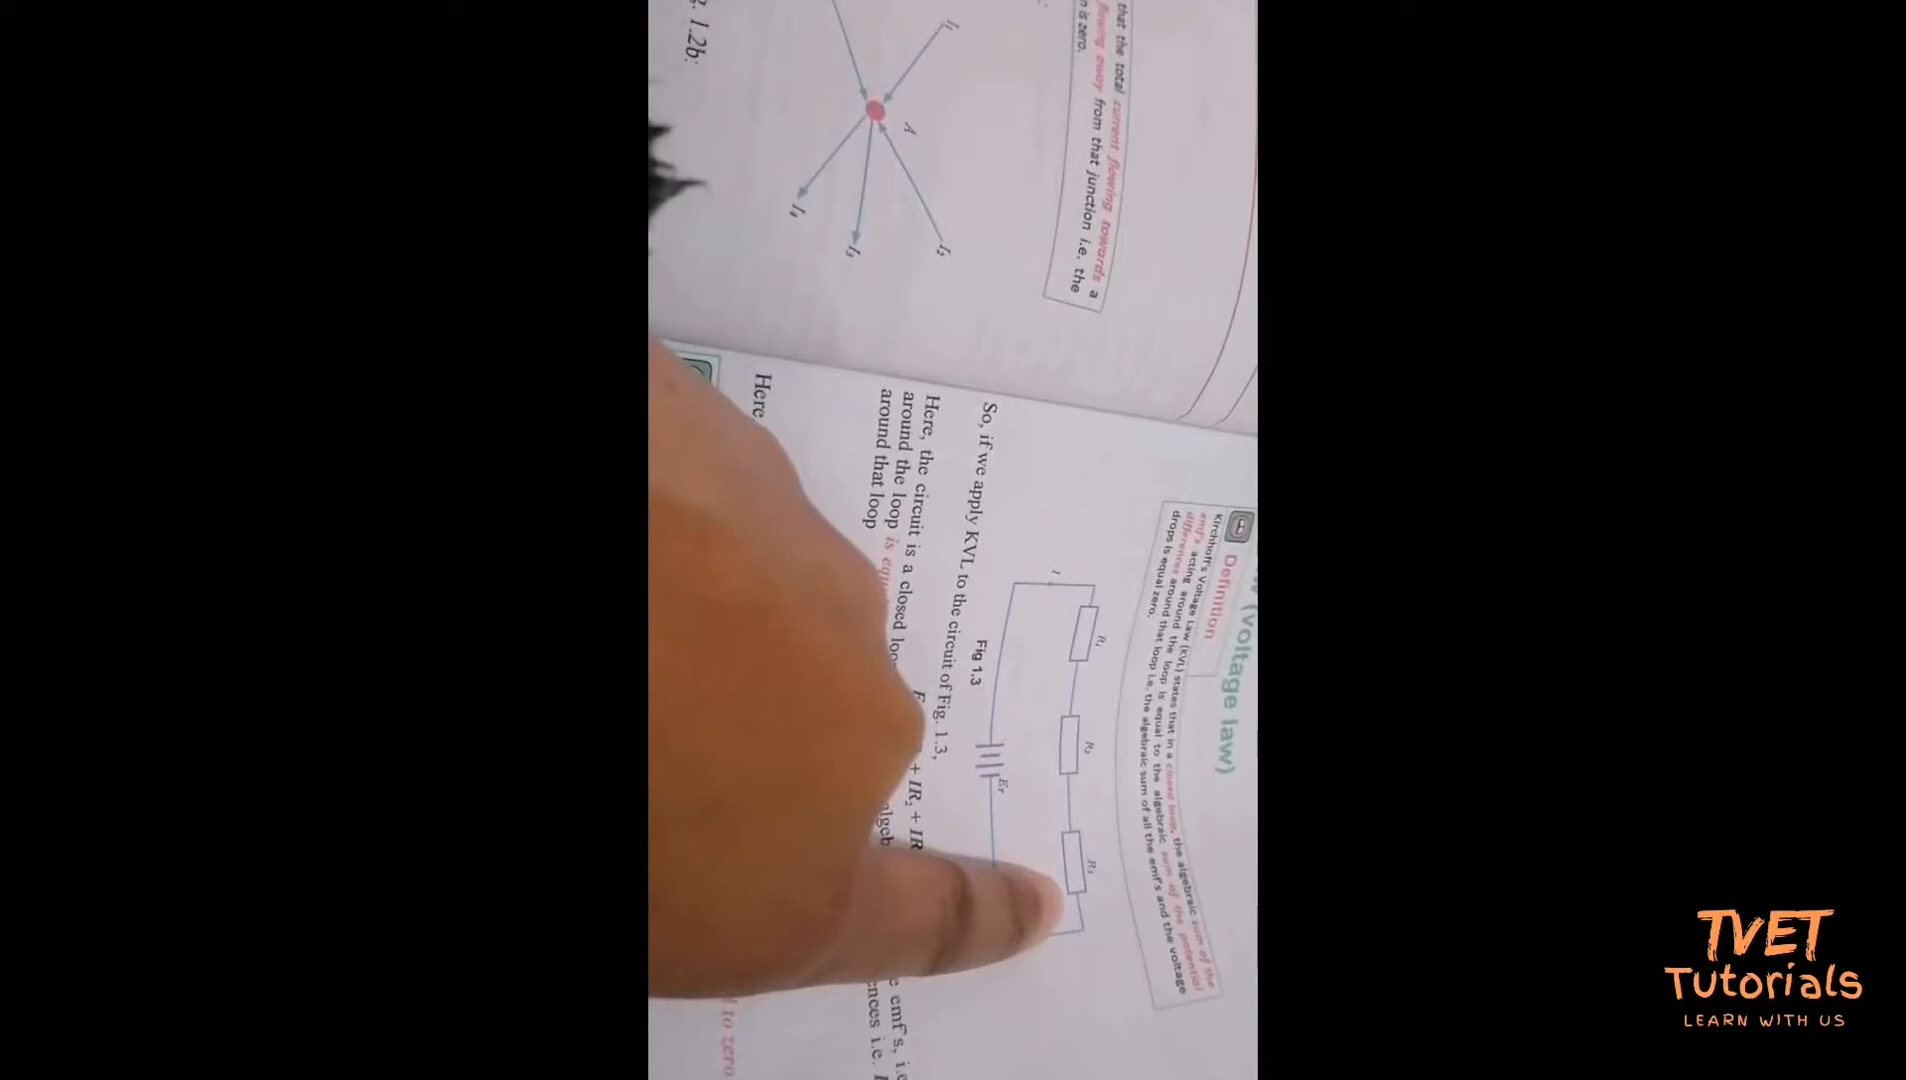 that the total current flowing towards a
flowing away from that junction i.e. the
is zero.
I₁
A
I₂
I₃
I₄
1.2b:
(Voltage law)
Definition
Kirchhoff's Voltage Law (KVL) states that in a closed loop, the algebraic sum of the
emf's acting around the loop is equal to the algebraic sum of the potential
differences around that loop i.e. the algebraic sum of all the emf's and the voltage
drops is equal zero.
R₁
R₂
R₃
I
E_T
Fig 1.3
So, if we apply KVL to the circuit of Fig. 1.3,
+ IR₂ + IR
Here, the circuit is a closed emf's,
around the loop is
around that loop i.e.
Here
to zero
TVET
Tutorials
LEARN WITH US